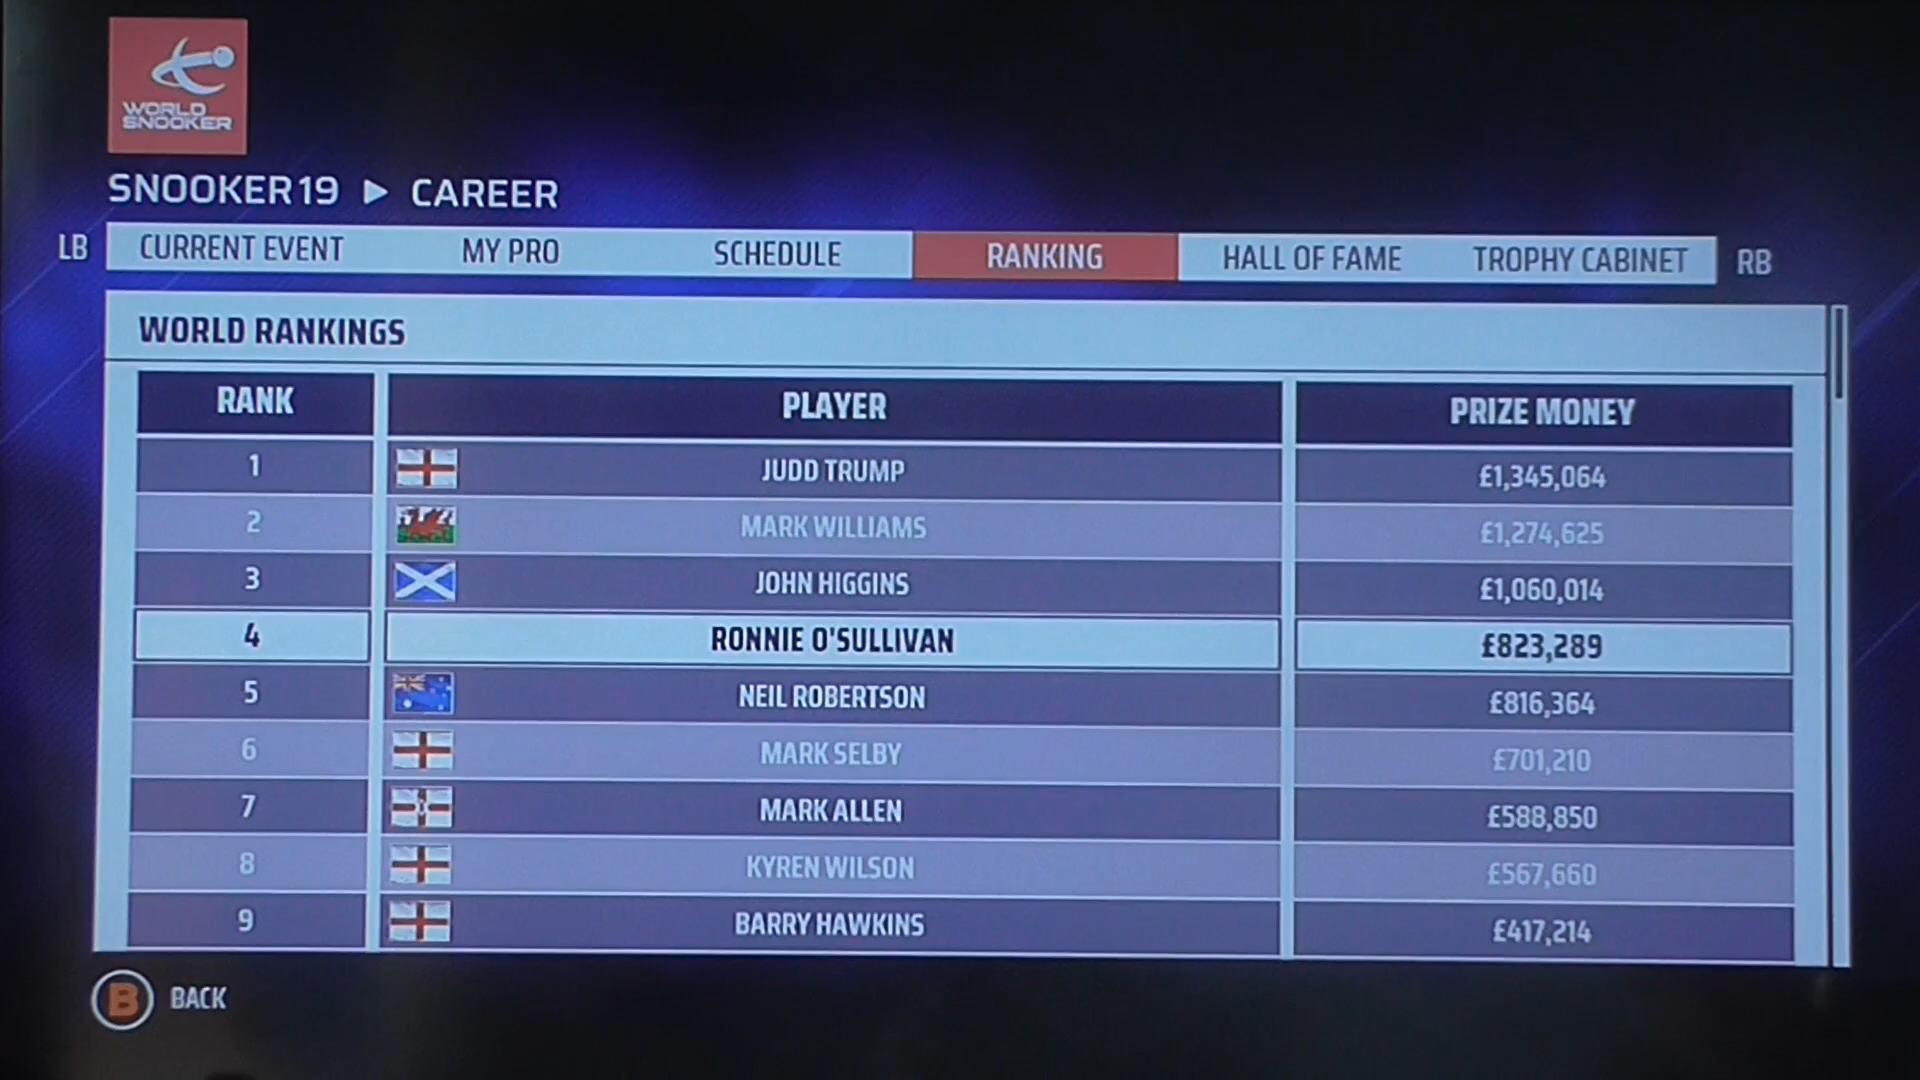 WORLD
SNOOKER
SNOOKER19 ▶ CAREER
LB CURRENT EVENT MY PRO SCHEDULE RANKING HALL OF FAME TROPHY CABINET RB
WORLD RANKINGS
RANK PLAYER PRIZE MONEY
1 JUDD TRUMP £1,345,064
2 MARK WILLIAMS £1,274,625
3 JOHN HIGGINS £1,060,014
4 RONNIE O'SULLIVAN £823,289
5 NEIL ROBERTSON £816,364
6 MARK SELBY £701,210
7 MARK ALLEN £588,850
8 KYREN WILSON £567,660
9 BARRY HAWKINS £417,214
B BACK